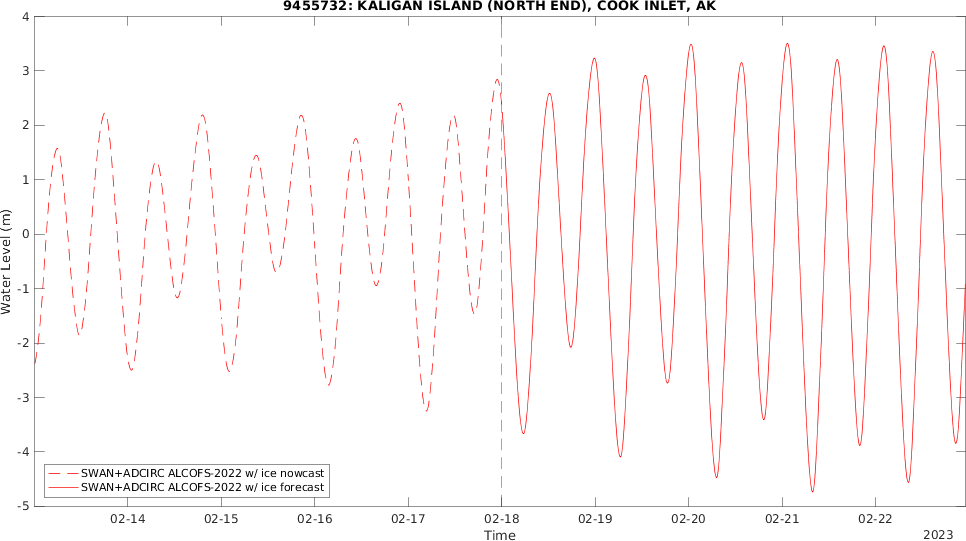 9455732: KALIGAN ISLAND (NORTH END), COOK INLET, AK
4
3
2
1
0
-1
-2
-3
-4
-5
Water Level (m)
SWAN+ADCIRC ALCOFS-2022 w/ ice nowcast
SWAN+ADCIRC ALCOFS-2022 w/ ice forecast
02-14 02-15 02-16 02-17 02-18 02-19 02-20 02-21 02-22
Time
2023